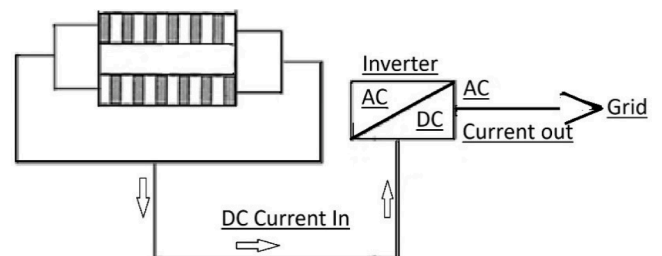 Inverter
AC
DC
AC
Current out
Grid
DC Current In